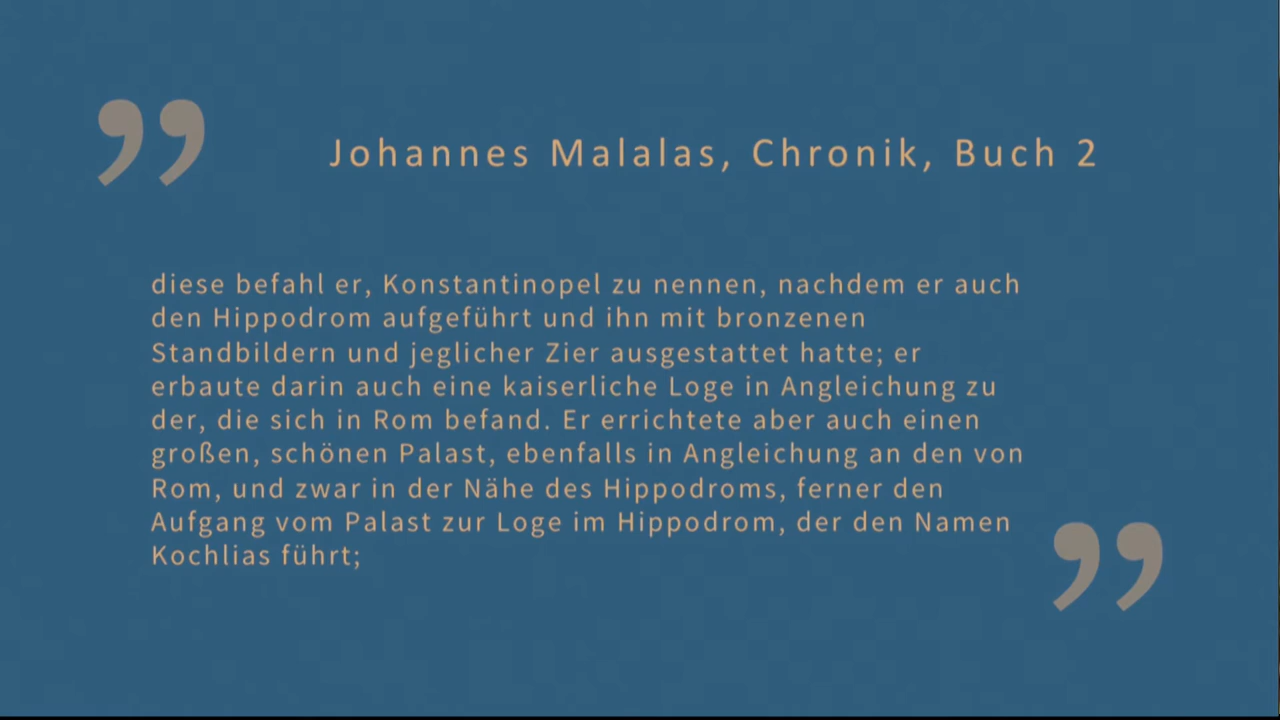 Johannes Malalas, Chronik, Buch 2
diese befahl er, Konstantinopel zu nennen, nachdem er auch
den Hippodrom aufgeführt und ihn mit bronzenen
Standbildern und jeglicher Zier ausgestattet hatte; er
erbaute darin auch eine kaiserliche Loge in Angleichung zu
der, die sich in Rom befand. Er errichtete aber auch einen
großen, schönen Palast, ebenfalls in Angleichung an den von
Rom, und zwar in der Nähe des Hippodroms, ferner den
Aufgang vom Palast zur Loge im Hippodrom, der den Namen
Kochlias führt;